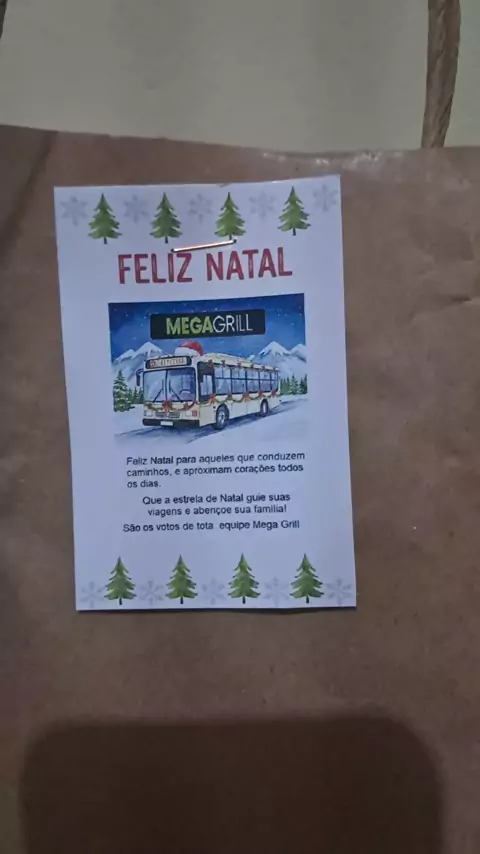 FELIZ NATAL
MEGAGRILL
Feliz Natal para aqueles que conduzem
caminhos, e aproximam corações todos
os dias.
Que a estrela de Natal guie suas
viagens e abençoe sua família!
São os votos de tota equipe Mega Grill